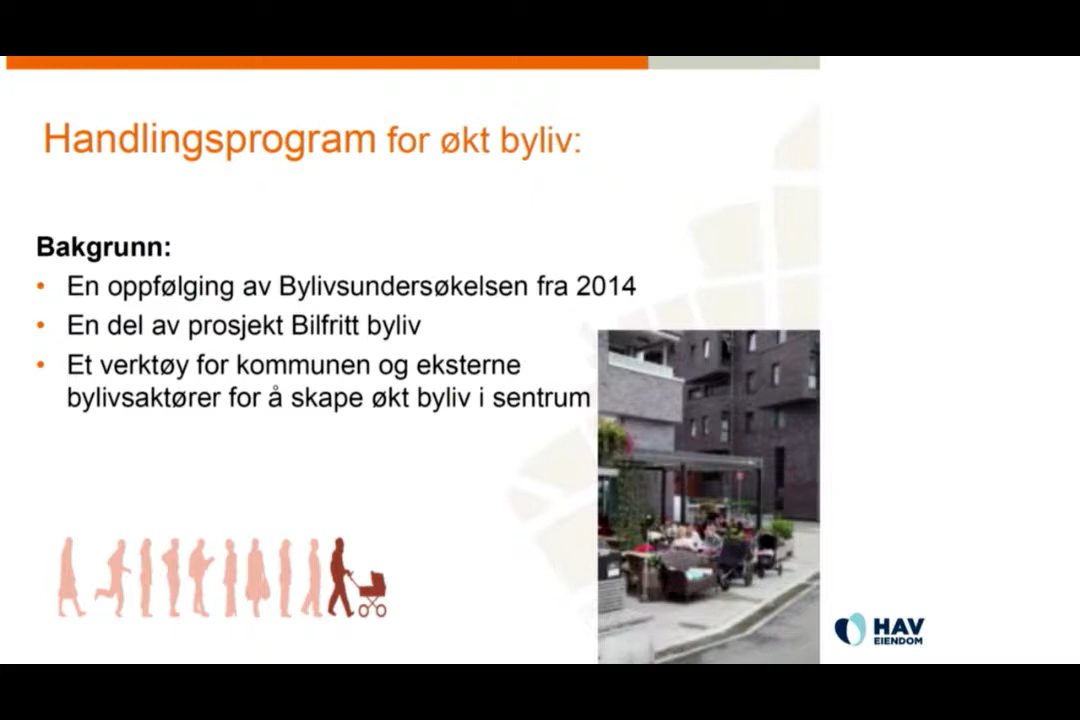 Handlingsprogram for økt byliv:
Bakgrunn:
• En oppfølging av Bylivsundersøkelsen fra 2014
• En del av prosjekt Bilfritt byliv
• Et verktøy for kommunen og eksterne
bylivsaktører for å skape økt byliv i sentrum
HAV
EIENDOM